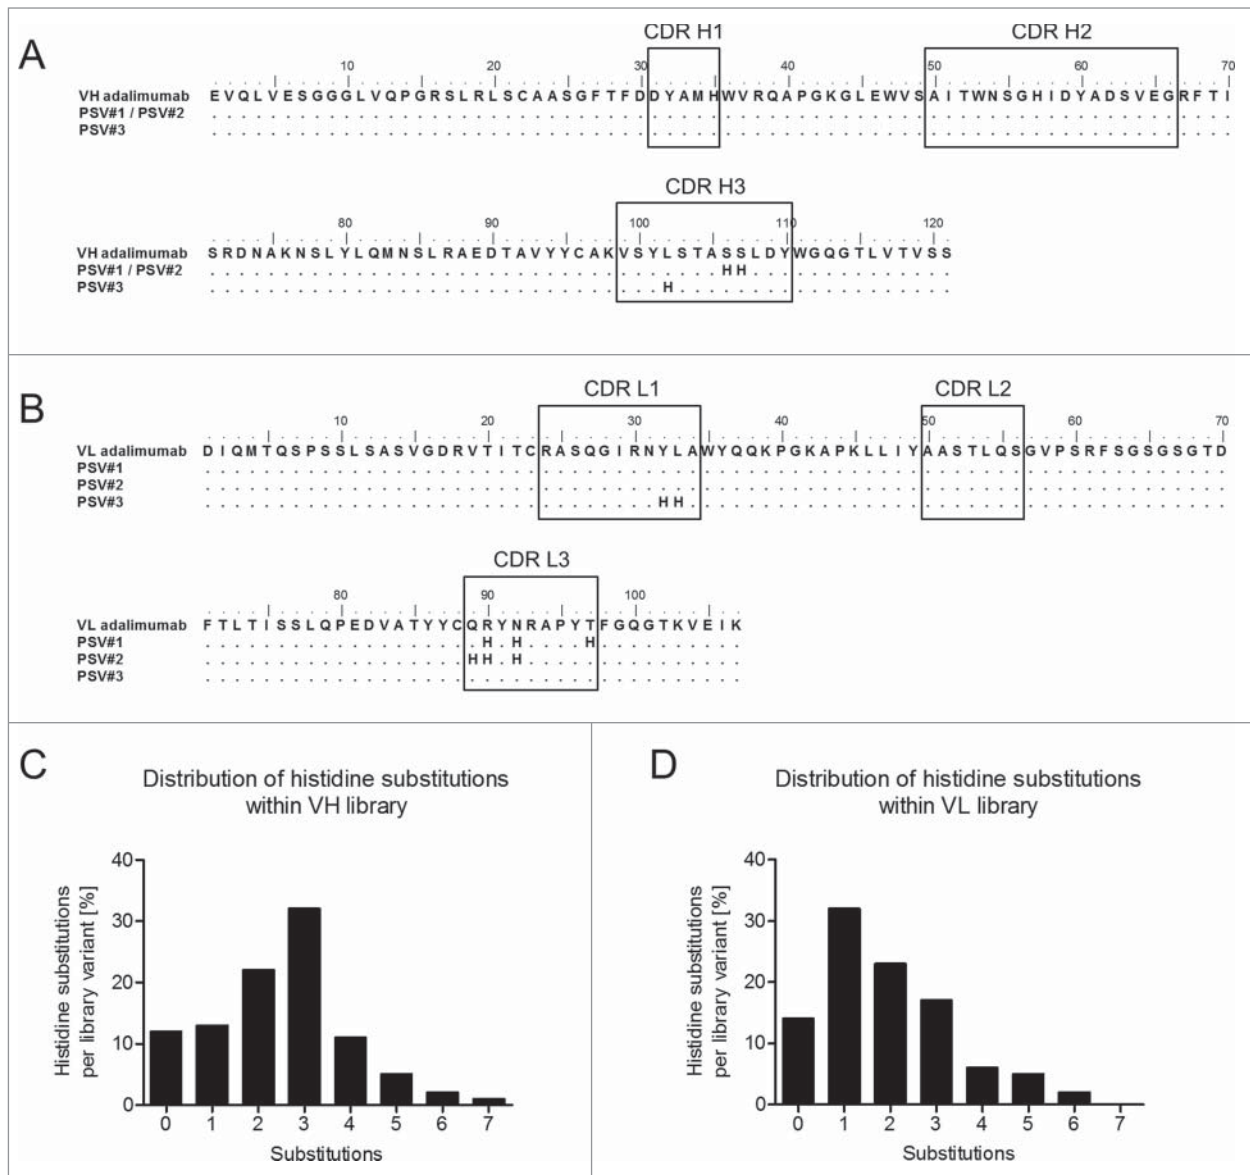 A
CDR H1 CDR H2
10 20 30 40 50 60 70
VH adalimumab EVQLVESGGGLVQPGRSLRLSCAASGFTFDDYAMHWVRQAPGKGLEWVSAITWNSGHIDYADSVEGRFTI
PSV#1 / PSV#2
PSV#3
CDR H3
80 90 100 110 120
VH adalimumab SRDNAKNSLYLQMNSLRAEDTAVYYCAKVSYLSTASSLDYWGQGTLVTVSS
PSV#1 / PSV#2 HH
PSV#3 H
B
CDR L1 CDR L2
10 20 30 40 50 60 70
VL adalimumab DIQMTQSPSSLSASVGDRVTITCRASQGIRNYLAWYQQKPGKAPKLLIYAASTLQSGVPSRFSGSGSGTD
PSV#1
PSV#2
PSV#3 HH
CDR L3
80 90 100
VL adalimumab FTLTISSLQPEDVATYYCQRYNRAPYTFGQGTKVEIK
PSV#1 H H H
PSV#2 HH H
PSV#3
C
Distribution of histidine substitutions
within VH library
Histidine substitutions
per library variant [%]
40
30
20
10
0
0 1 2 3 4 5 6 7
Substitutions
D
Distribution of histidine substitutions
within VL library
Histidine substitutions
per library variant [%]
40
30
20
10
0
0 1 2 3 4 5 6 7
Substitutions